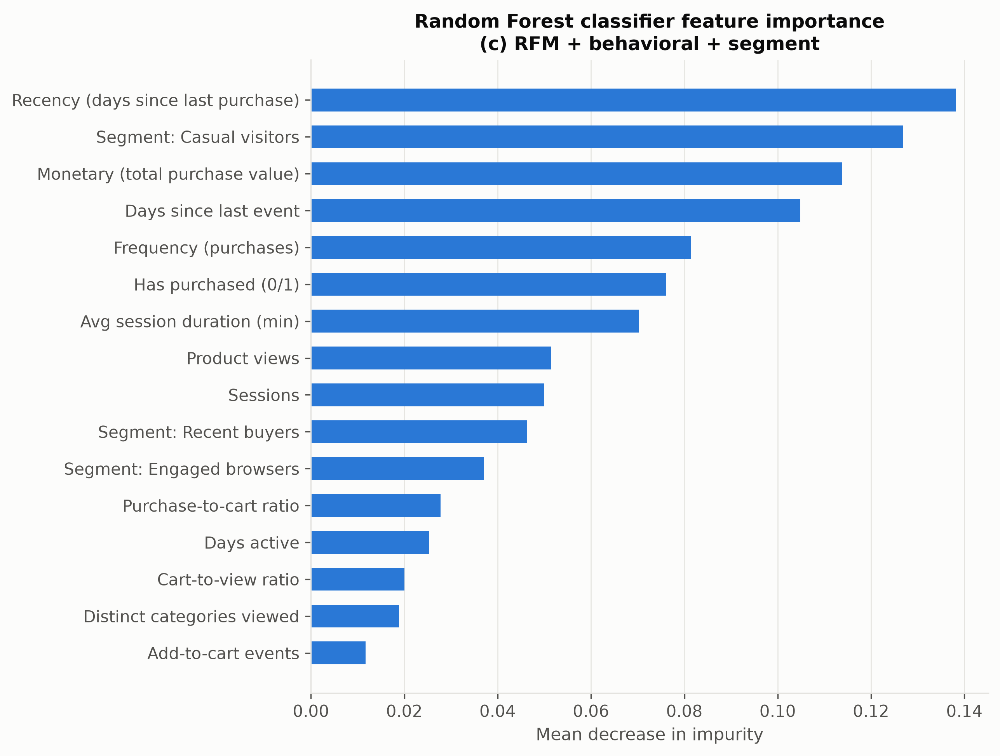 Random Forest classifier feature importance
(c) RFM + behavioral + segment
Recency (days since last purchase)
Segment: Casual visitors
Monetary (total purchase value)
Days since last event
Frequency (purchases)
Has purchased (0/1)
Avg session duration (min)
Product views
Sessions
Segment: Recent buyers
Segment: Engaged browsers
Purchase-to-cart ratio
Days active
Cart-to-view ratio
Distinct categories viewed
Add-to-cart events
0.00 0.02 0.04 0.06 0.08 0.10 0.12 0.14
Mean decrease in impurity